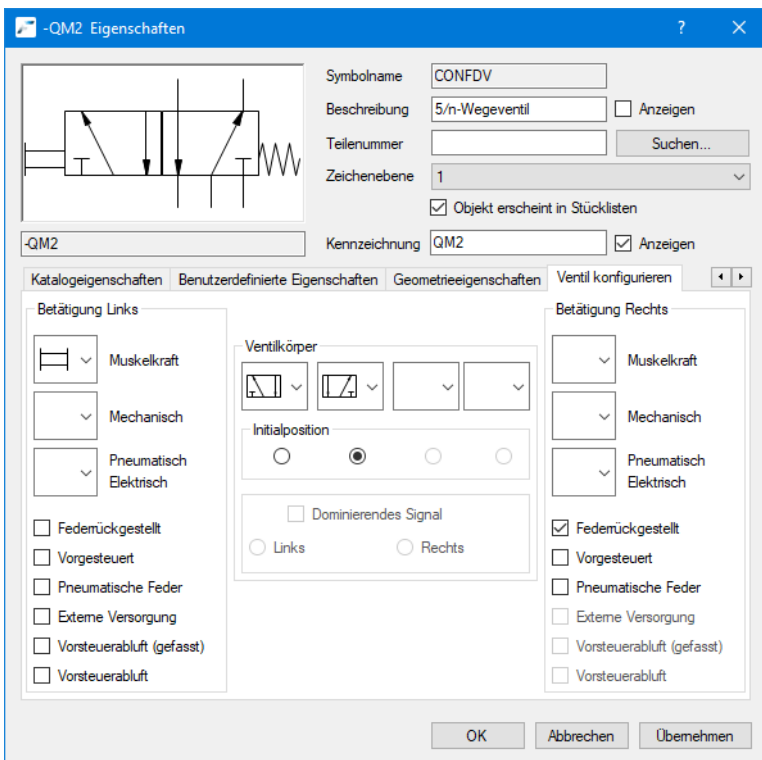 -QM2 Eigenschaften
?
Symbolname CONFDV
Beschreibung 5/n-Wegeventil Anzeigen
Teilenummer Suchen...
Zeichenebene 1
Objekt erscheint in Stücklisten
-QM2 Kennzeichnung QM2 Anzeigen
Katalogeigenschaften Benutzerdefinierte Eigenschaften Geometrieeigenschaften Ventil konfigurieren
Betätigung Links
Muskelkraft
Mechanisch
Pneumatisch
Elektrisch
Federrückgestellt
Vorgesteuert
Pneumatische Feder
Externe Versorgung
Vorsteuerabluft (gefasst)
Vorsteuerabluft
Ventilkörper
Initialposition
Dominierendes Signal
Links Rechts
Betätigung Rechts
Muskelkraft
Mechanisch
Pneumatisch
Elektrisch
Federrückgestellt
Vorgesteuert
Pneumatische Feder
Externe Versorgung
Vorsteuerabluft (gefasst)
Vorsteuerabluft
OK Abbrechen Übernehmen